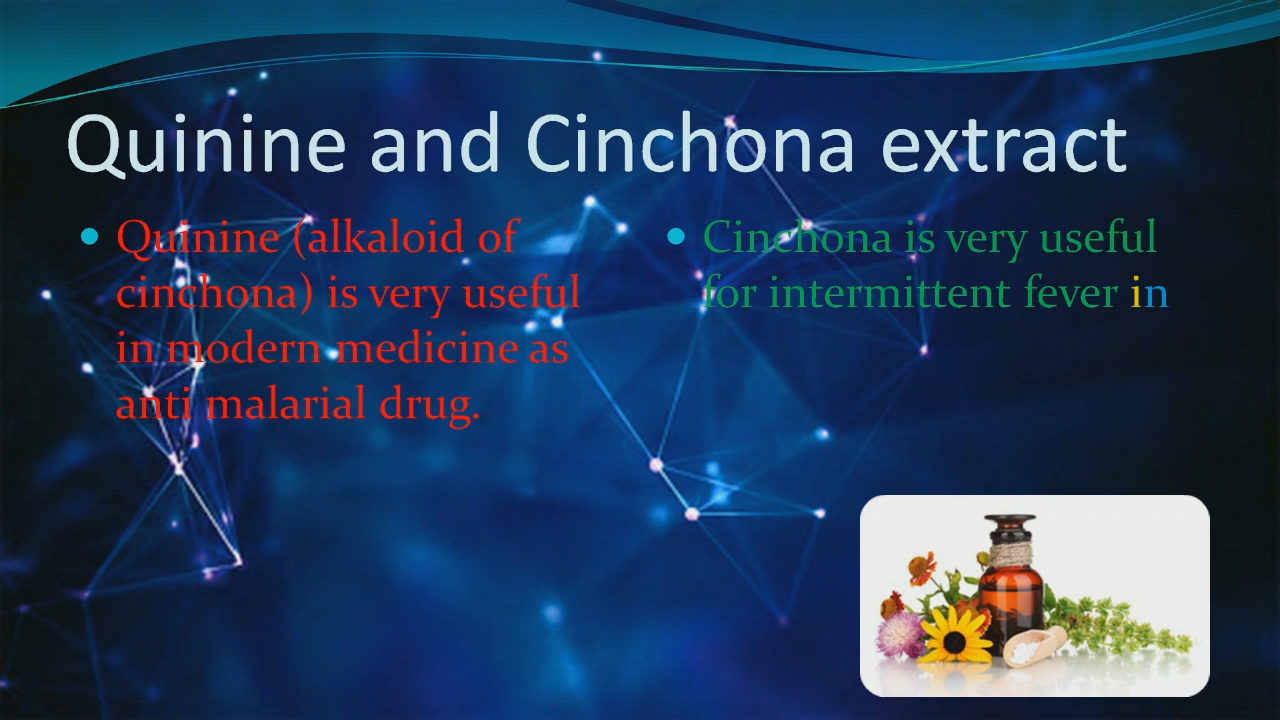 Quinine and Cinchona extract
Quinine (alkaloid of
cinchona) is very useful
in modern medicine as
anti malarial drug.
Cinchona is very useful
for intermittent fever in